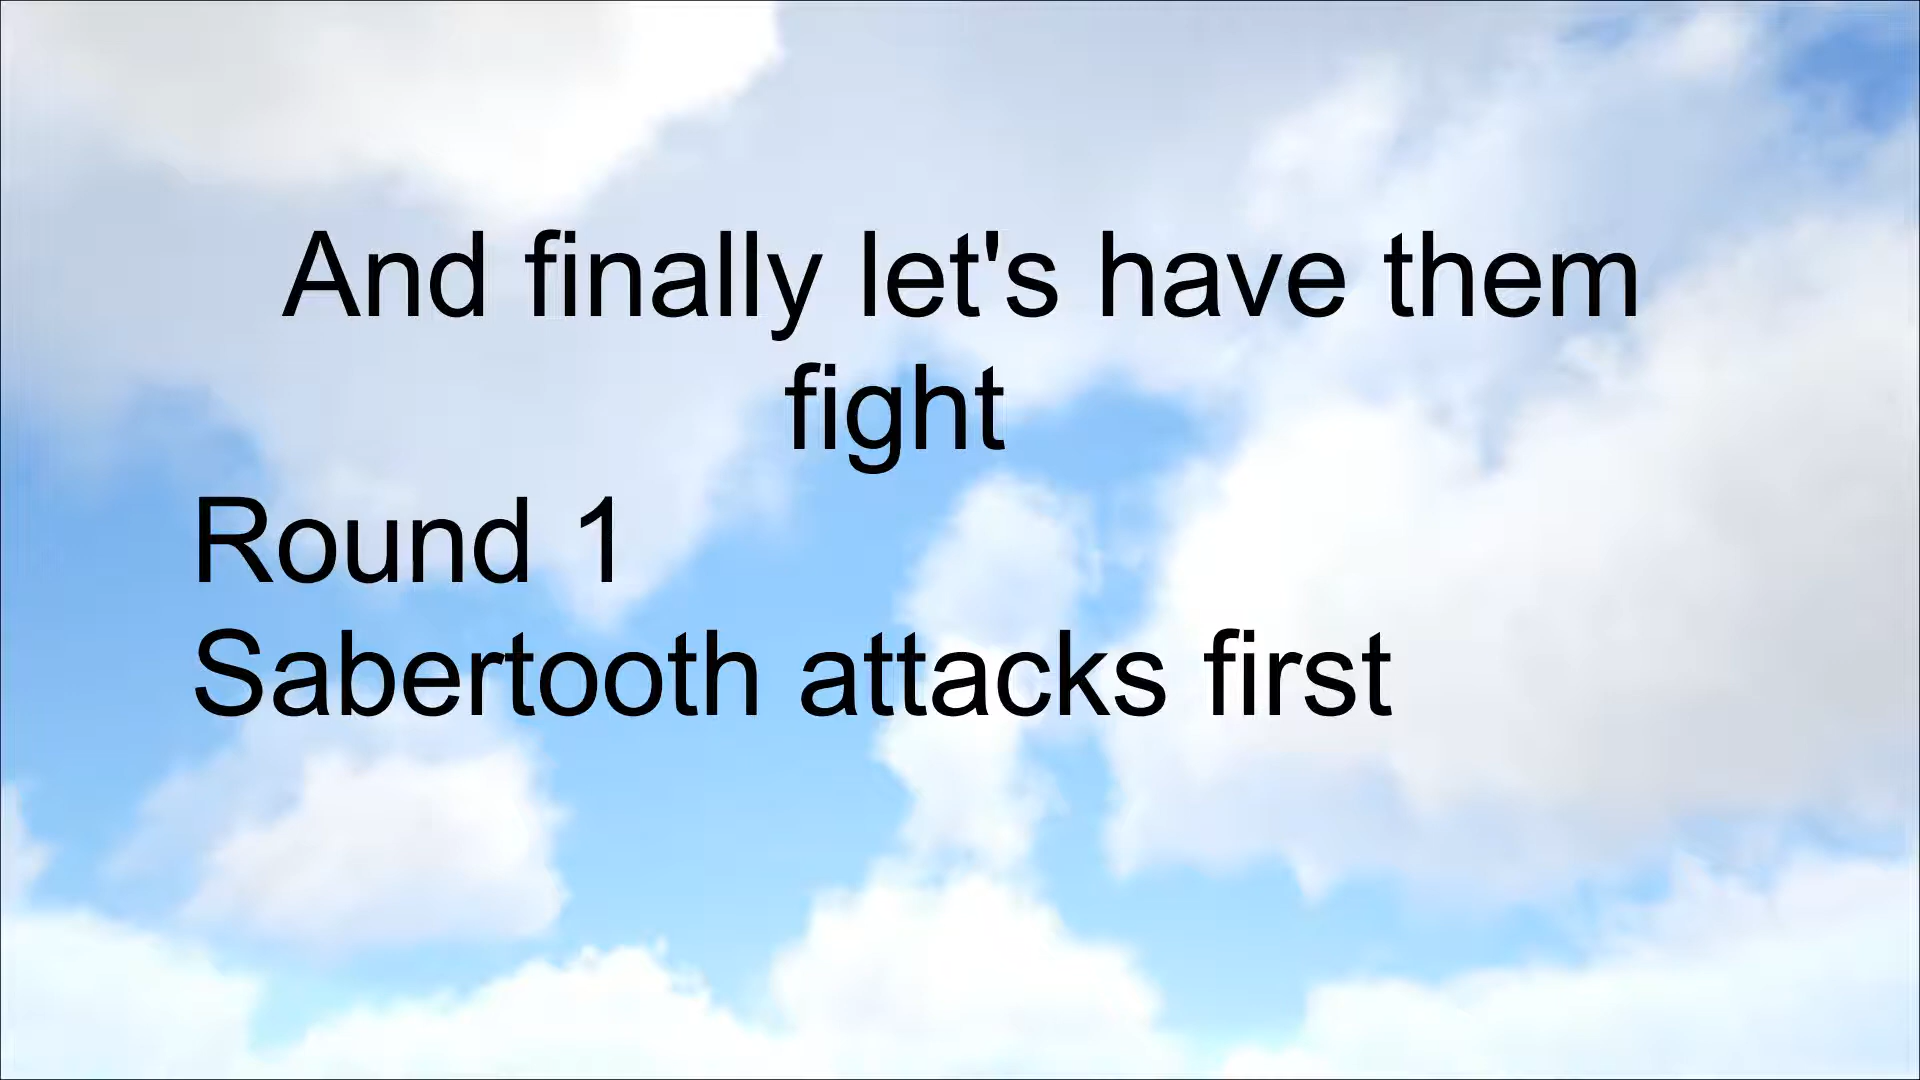 And finally let's have them
fight
Round 1
Sabertooth attacks first